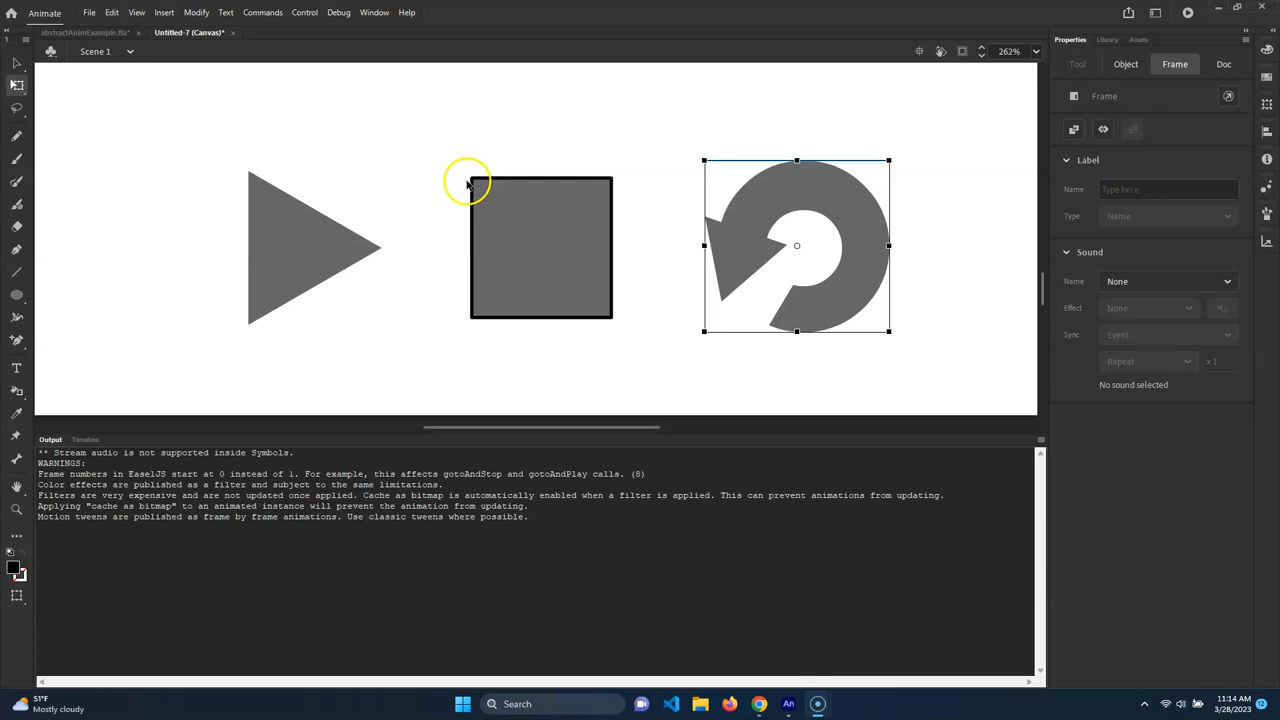 Animate File Edit View Insert Modify Text Commands Control Debug Window Help
abstractAnimExample.fla* Untitled-7 (Canvas)*
1
Scene 1
262%
Properties Library Assets
Tool Object Frame Doc
Frame
Label
Name Type here
Type Name
Sound
Name None
Effect None
Sync Event
Repeat x 1
No sound selected
Output Timeline
** Stream audio is not supported inside Symbols.
WARNINGS:
Frame numbers in EaselJS start at 0 instead of 1. For example, this affects gotoAndStop and gotoAndPlay calls. (8)
Color effects are published as a filter and subject to the same limitations.
Filters are very expensive and are not updated once applied. Cache as bitmap is automatically enabled when a filter is applied. This can prevent animations from updating.
Applying "cache as bitmap" to an animated instance will prevent the animation from updating.
Motion tweens are published as frame by frame animations. Use classic tweens where possible.
51°F
Mostly cloudy
Search
An
11:14 AM
3/28/2023
12